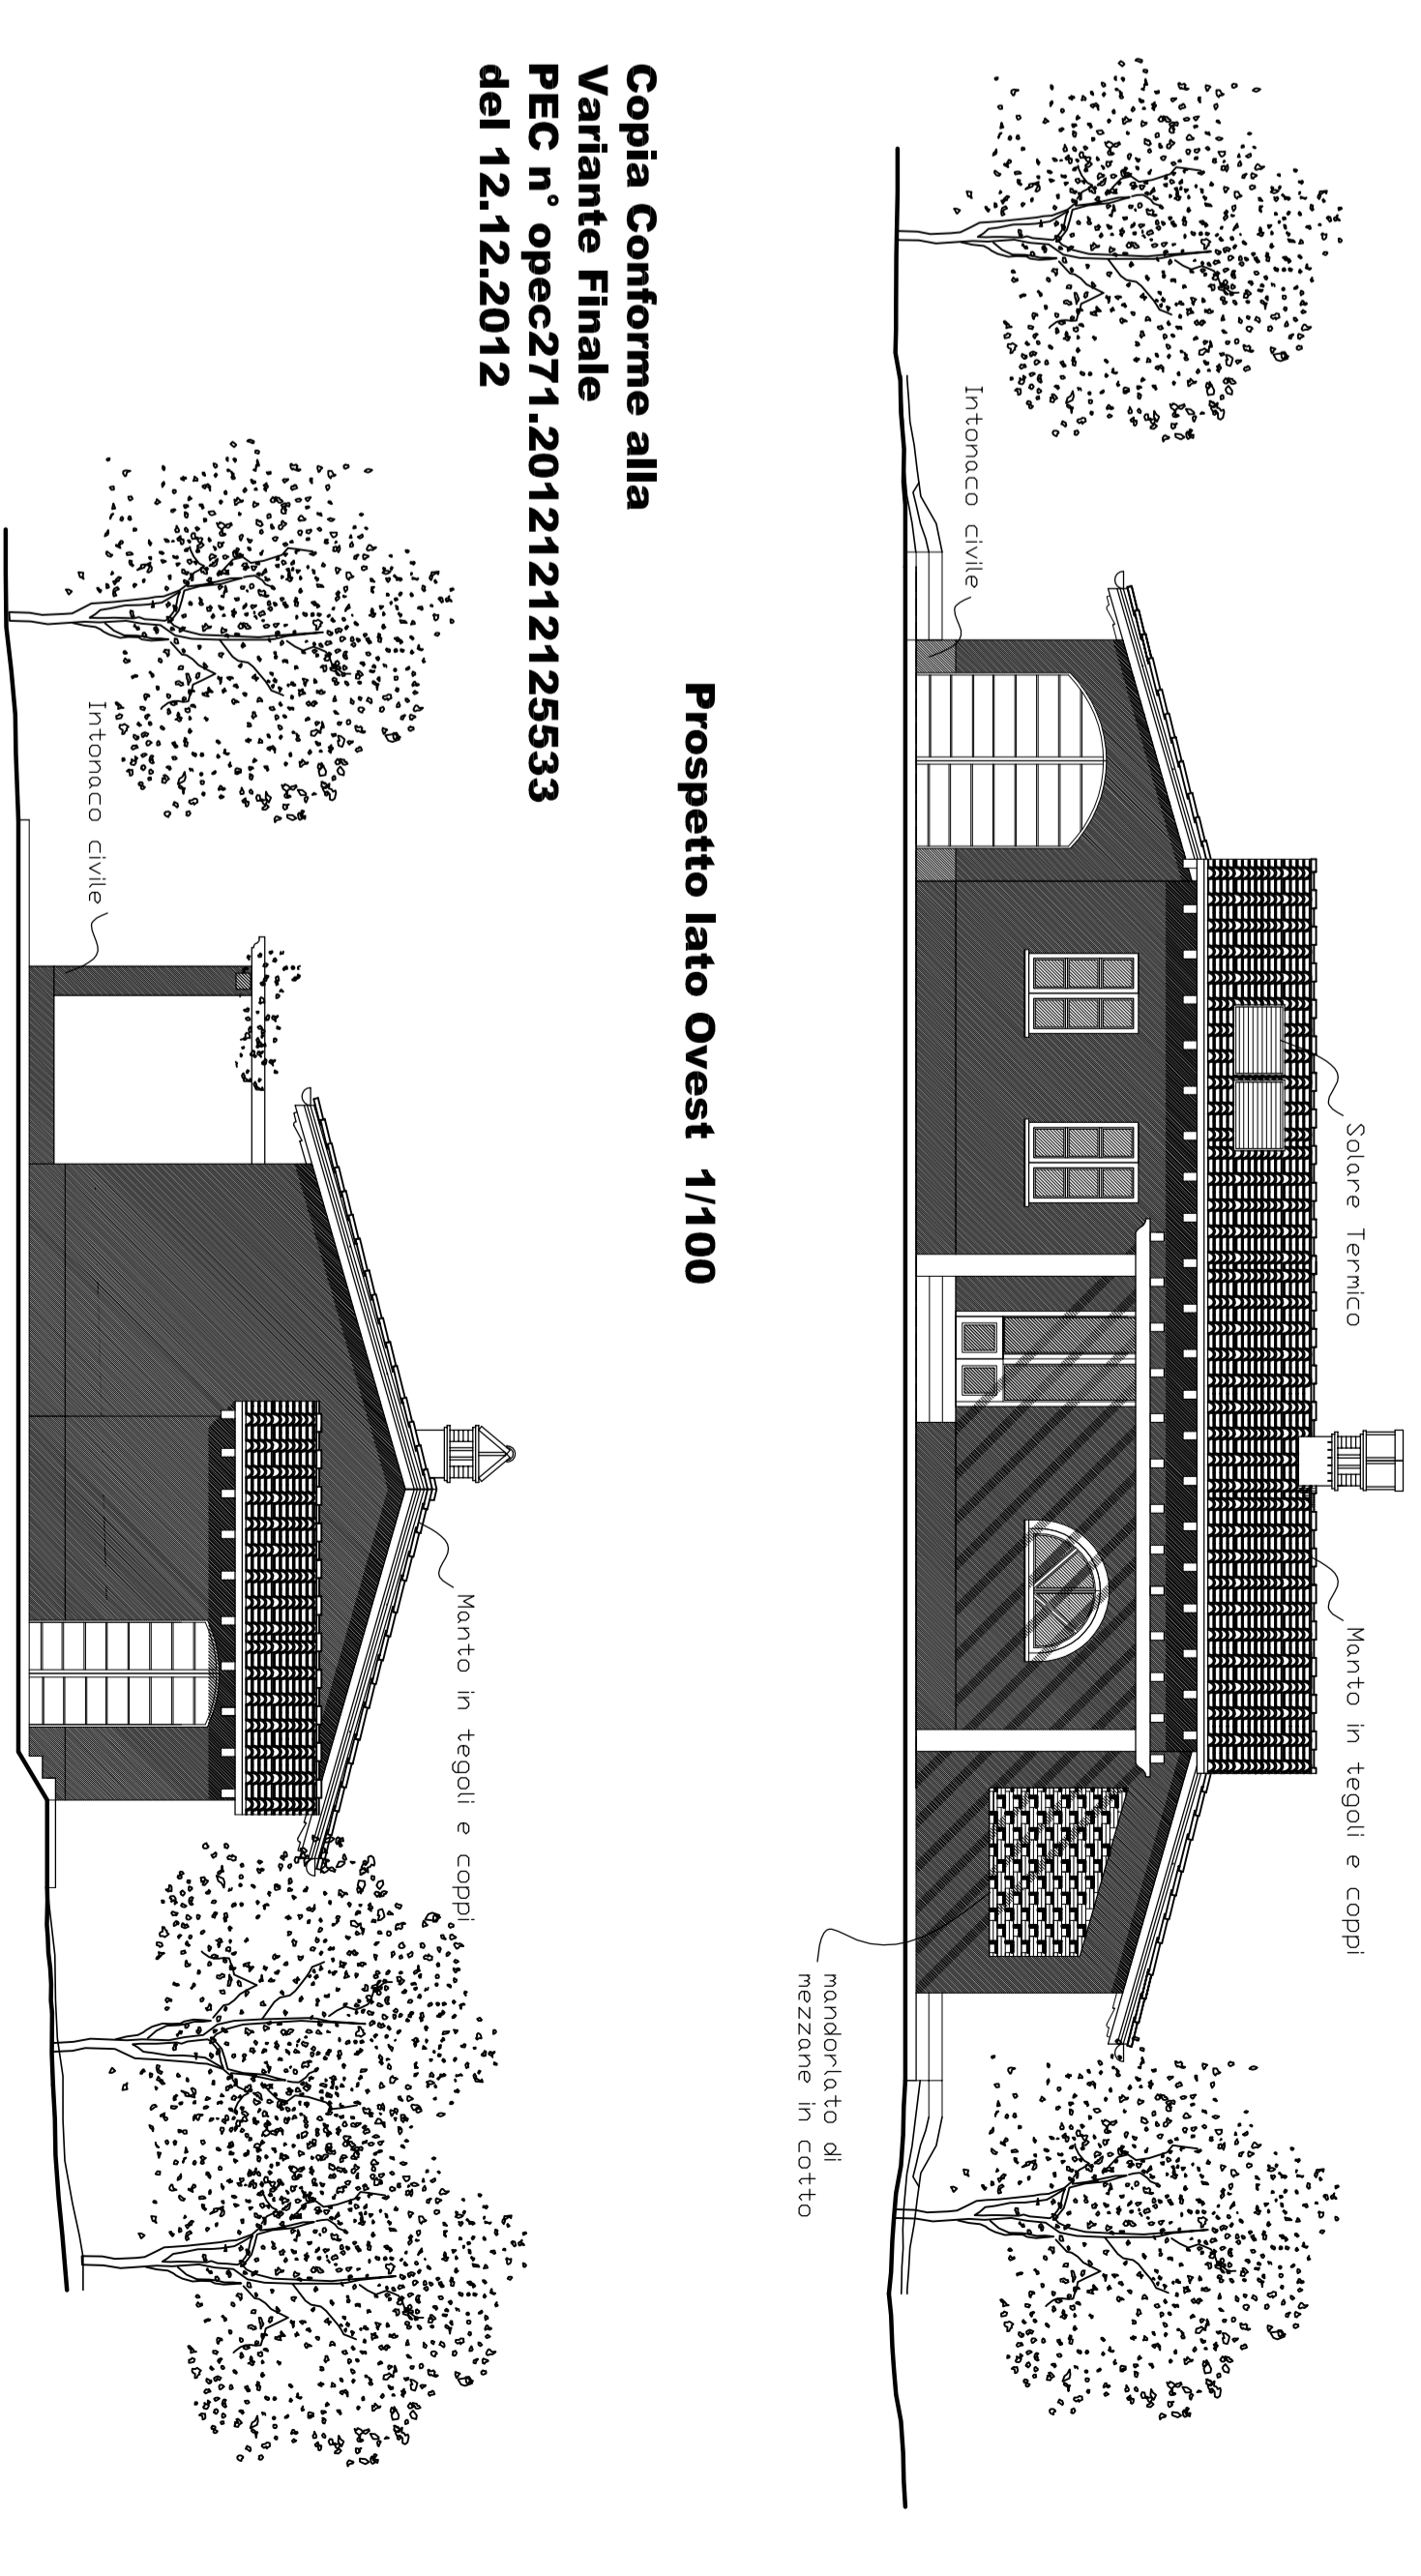 Solare Termico
Manto in tegoli e coppi
Intonaco civile
mandorlato di
mezzane in cotto
Prospetto lato Ovest 1/100
Copia Conforme alla
Variante Finale
PEC n° opec271.20121212125533
del 12.12.2012
Manto in tegoli e coppi
Intonaco civile